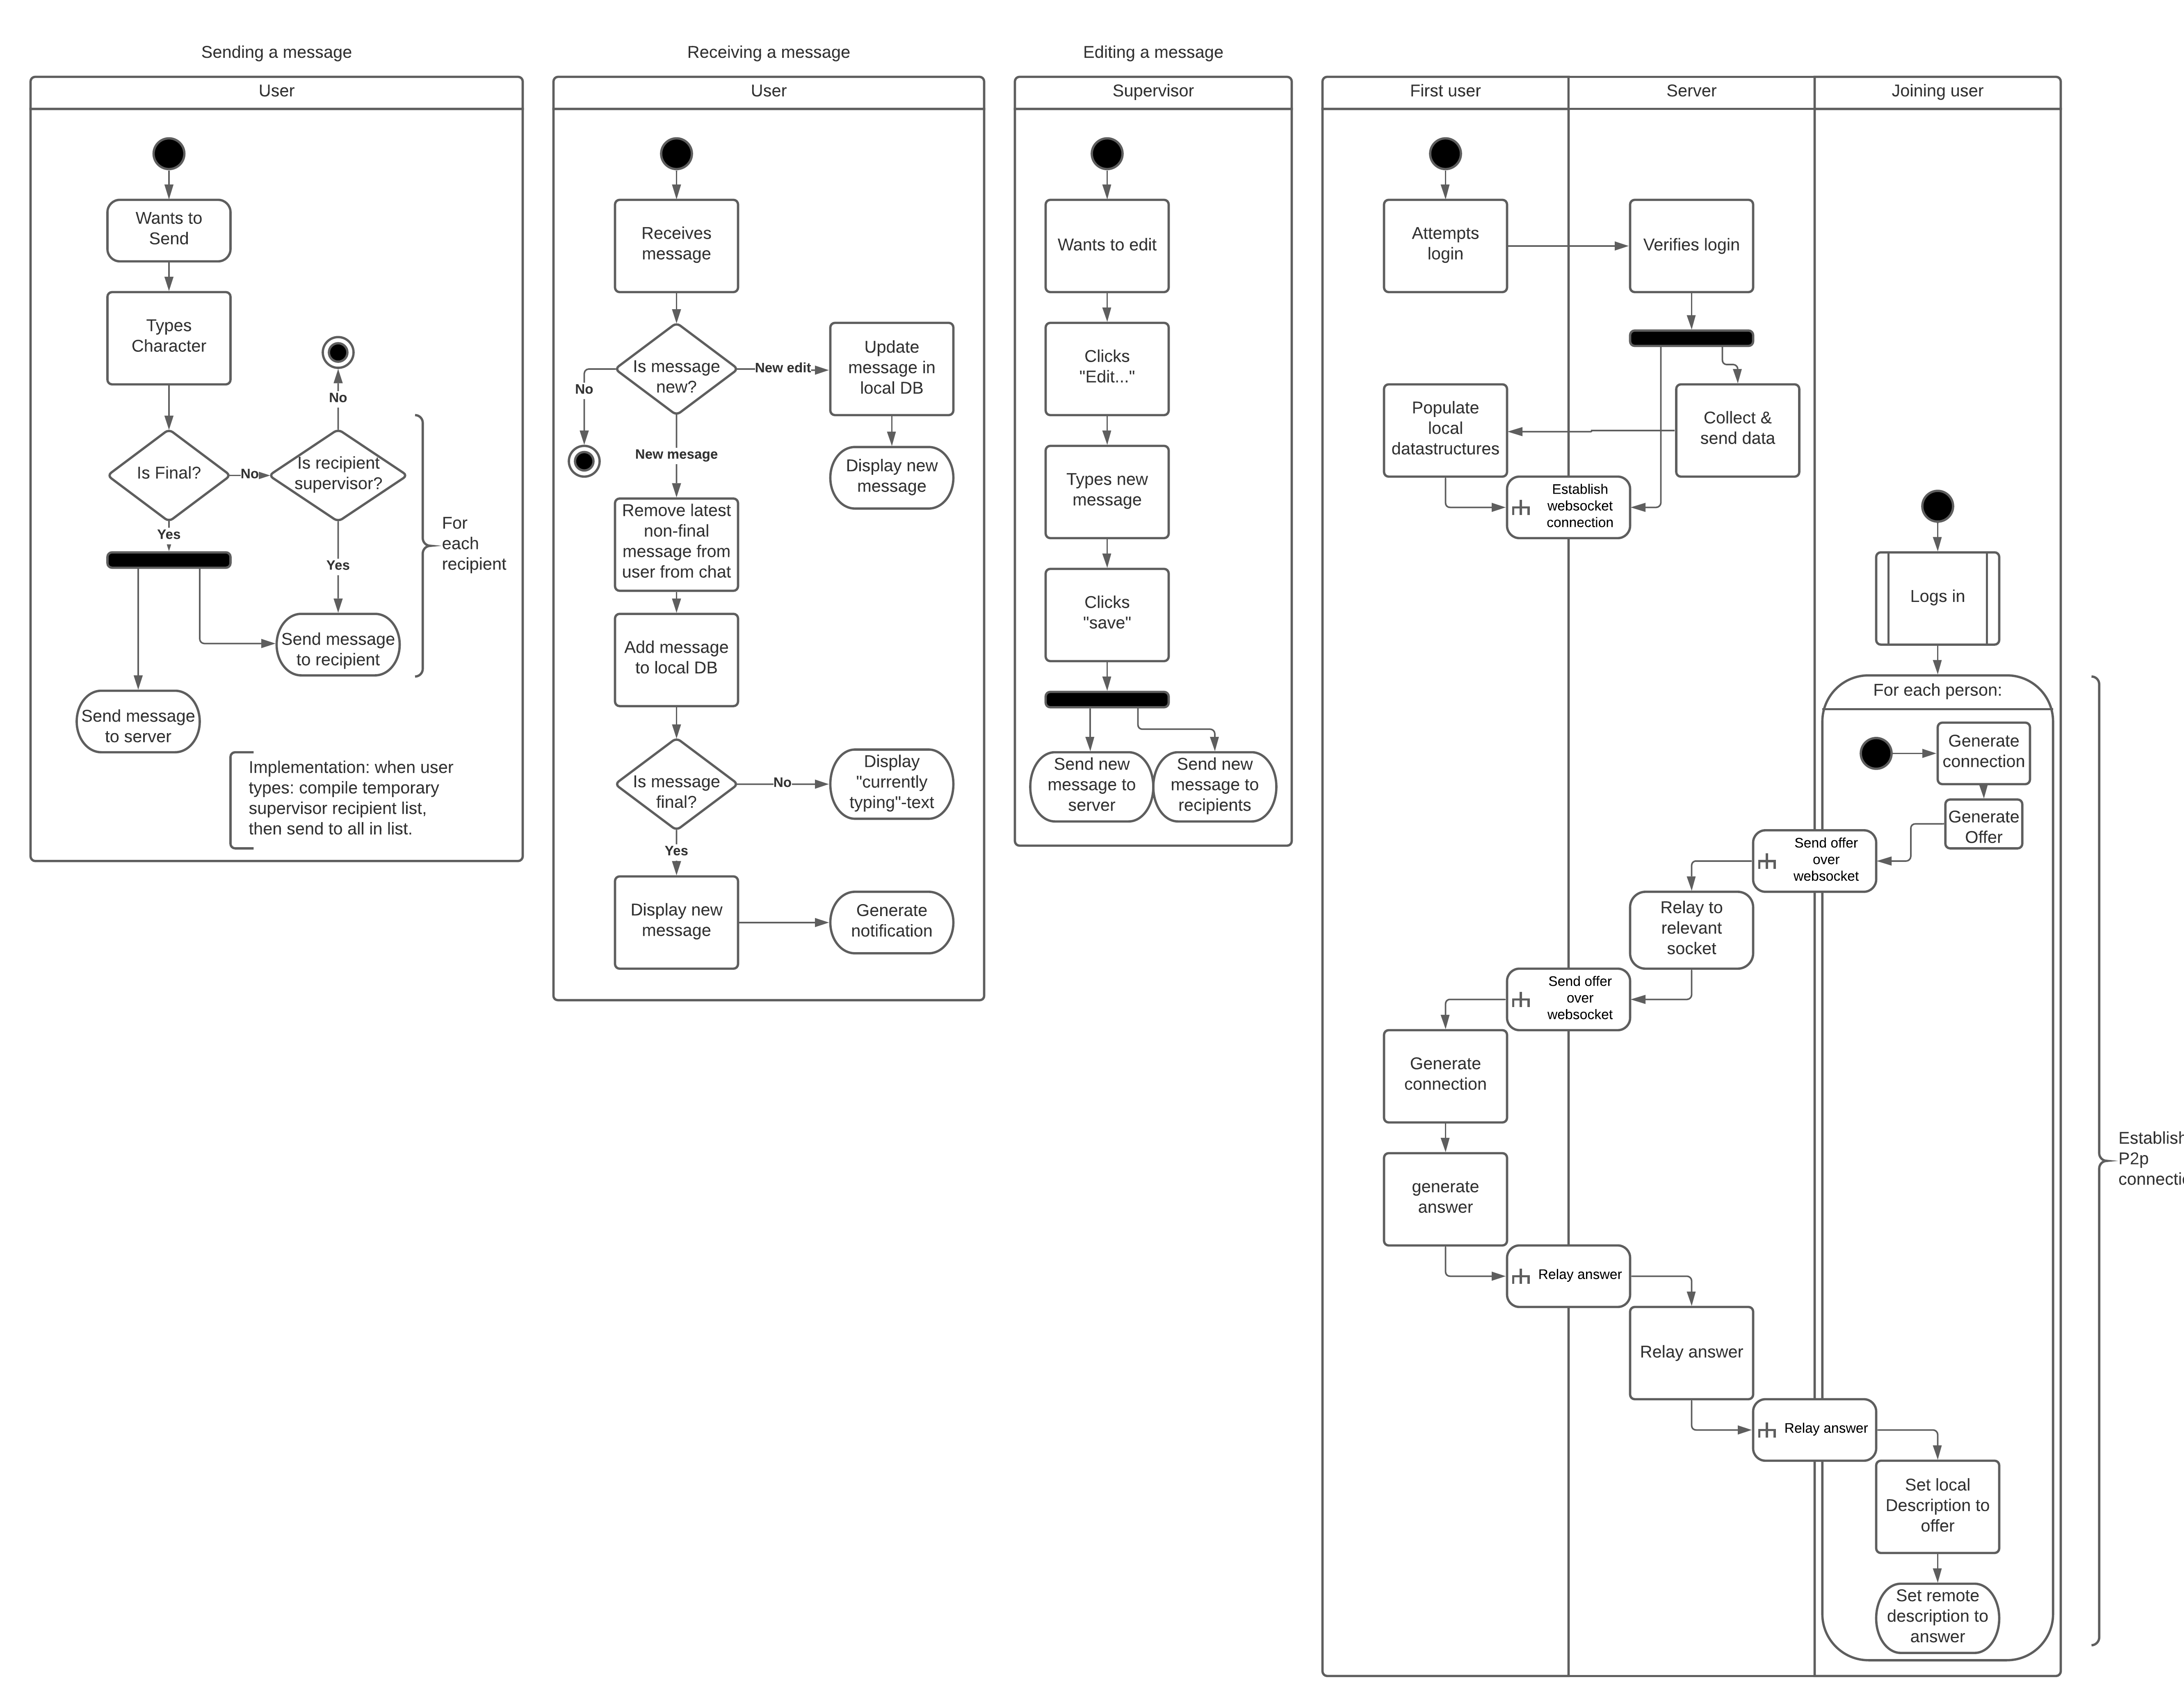 Sending a message
User
Wants to
Send
Types
Character
Is Final?
No
Is recipient
supervisor?
No
Yes
Yes
For
each
recipient
Send message
to recipient
Send message
to server
Implementation: when user
types: compile temporary
supervisor recipient list,
then send to all in list.
Receiving a message
User
Receives
message
Is message
new?
No
New edit
Update
message in
local DB
Display new
message
New mesage
Remove latest
non-final
message from
user from chat
Add message
to local DB
Is message
final?
No
Display
"currently
typing"-text
Yes
Display new
message
Generate
notification
Editing a message
Supervisor
Wants to edit
Clicks
"Edit..."
Types new
message
Clicks
"save"
Send new
message to
server
Send new
message to
recipients
First user
Server
Joining user
Attempts
login
Verifies login
Populate
local
datastructures
Collect &
send data
Establish
websocket
connection
Logs in
For each person:
Generate
connection
Generate
Offer
Send offer
over
websocket
Relay to
relevant
socket
Send offer
over
websocket
Generate
connection
generate
answer
Relay answer
Relay answer
Relay answer
Set local
Description to
offer
Set remote
description to
answer
Establish
P2p